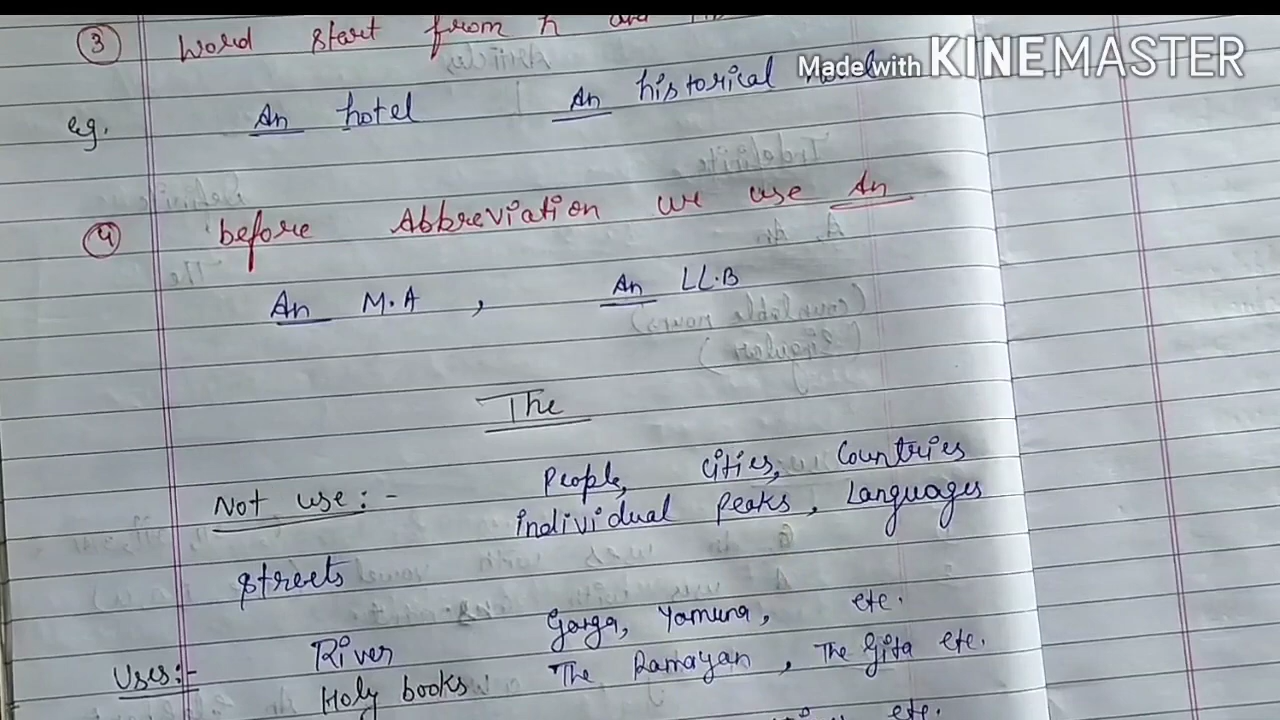 ③ Word start from h
Made with KINEMASTER
e.g. An hotel An historical novel
④ before Abbreviation we use An
An M.A , An LL.B
The
Not use:- People, Cities, Countries
individual Peaks, Languages
Streets
Uses:- River Ganga, Yamuna, etc.
Holy books The Ramayan, The Gita etc.
etc.